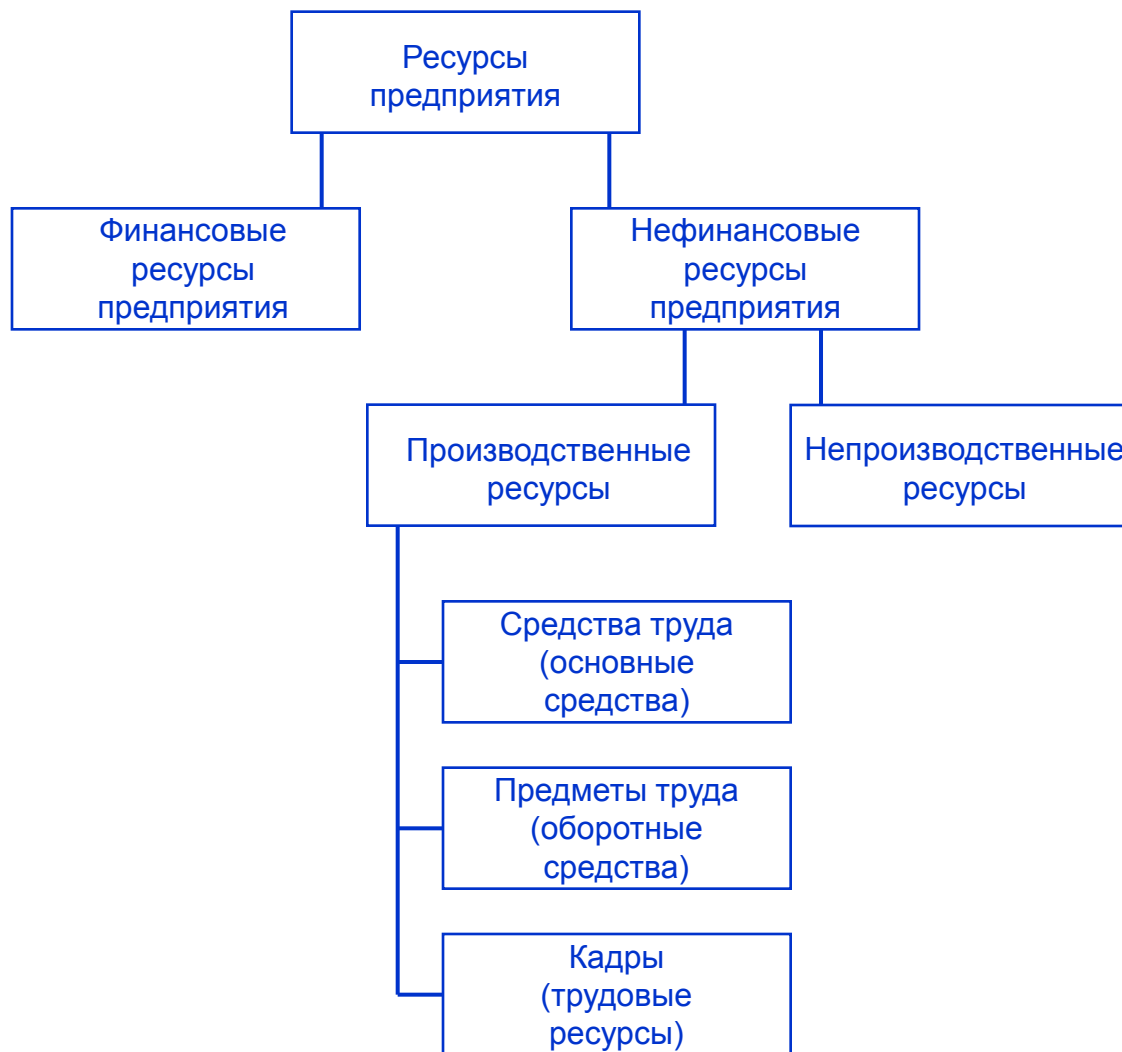 Ресурсы
предприятия
Финансовые
ресурсы
предприятия
Нефинансовые
ресурсы
предприятия
Производственные
ресурсы
Непроизводственные
ресурсы
Средства труда
(основные
средства)
Предметы труда
(оборотные
средства)
Кадры
(трудовые
ресурсы)